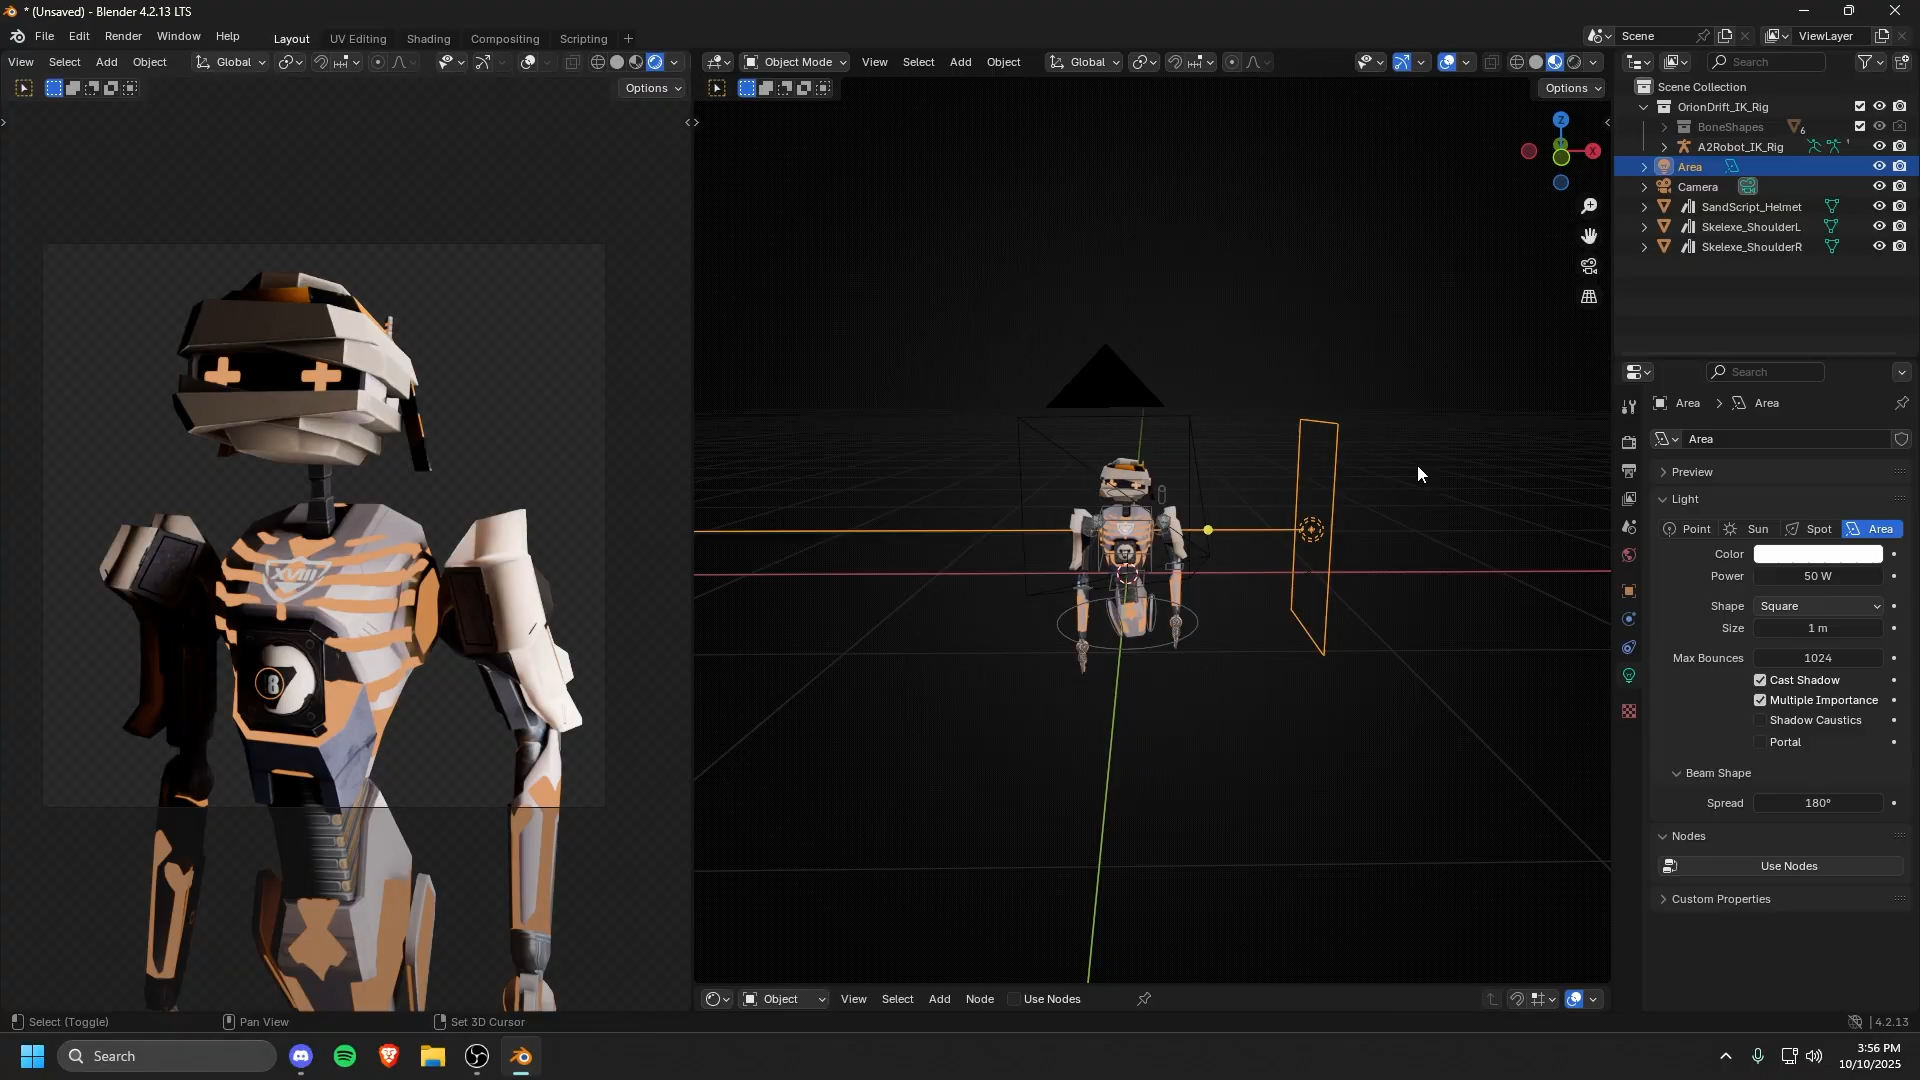 * (Unsaved) - Blender 4.2.13 LTS
File Edit Render Window Help Layout UV Editing Shading Compositing Scripting + Scene ViewLayer
View Select Add Object Global Object Mode View Select Add Object Global Search
Options Options Scene Collection
OrionDrift_IK_Rig
BoneShapes 6
A2Robot_IK_Rig
Area
Camera
SandScript_Helmet
Skelexe_ShoulderL
Skelexe_ShoulderR
Z
X
Search
Area > Area
Area
Preview
Light
Point Sun Spot Area
Color
Power 50 W
Shape Square
Size 1 m
Max Bounces 1024
Cast Shadow
Multiple Importance
Shadow Caustics
Portal
Beam Shape
Spread 180°
Nodes
Use Nodes
Custom Properties
XVIII
8
Object View Select Add Node Use Nodes
Select (Toggle) Pan View Set 3D Cursor 4.2.13
Search
3:56 PM
10/10/2025